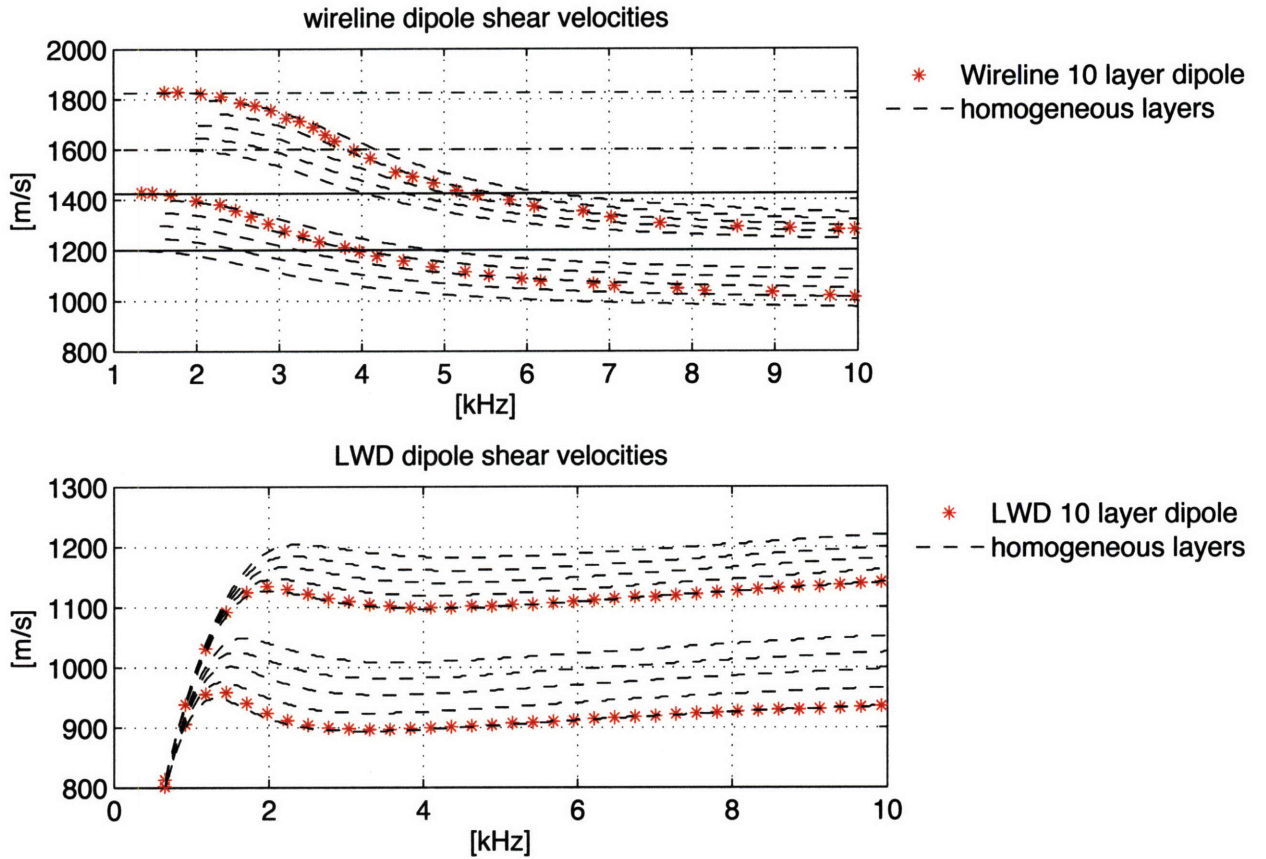 wireline dipole shear velocities
2000
1800
1600
1400
1200
1000
800
[m/s]
1 2 3 4 5 6 7 8 9 10
[kHz]
Wireline 10 layer dipole
homogeneous layers
LWD dipole shear velocities
1300
1200
1100
1000
900
800
[m/s]
0 2 4 6 8 10
[kHz]
LWD 10 layer dipole
homogeneous layers